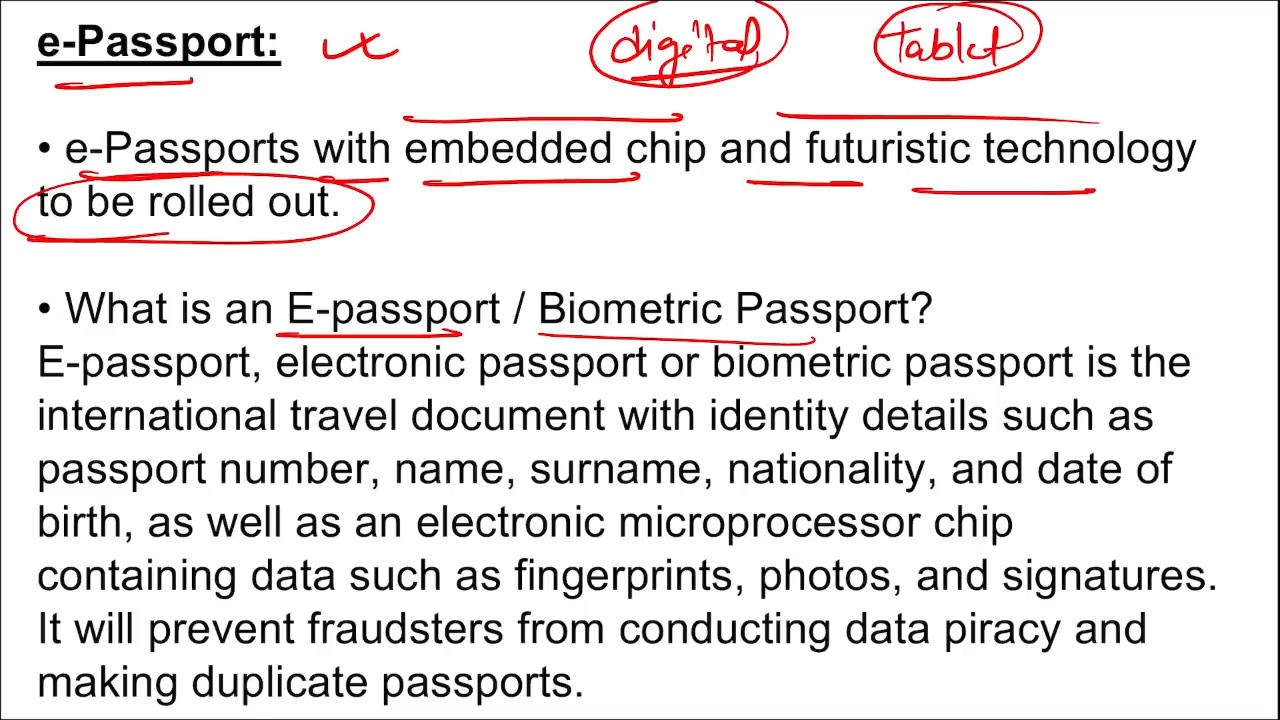 e-Passport:
digital
tablet
• e-Passports with embedded chip and futuristic technology
to be rolled out.
• What is an E-passport / Biometric Passport?
E-passport, electronic passport or biometric passport is the
international travel document with identity details such as
passport number, name, surname, nationality, and date of
birth, as well as an electronic microprocessor chip
containing data such as fingerprints, photos, and signatures.
It will prevent fraudsters from conducting data piracy and
making duplicate passports.